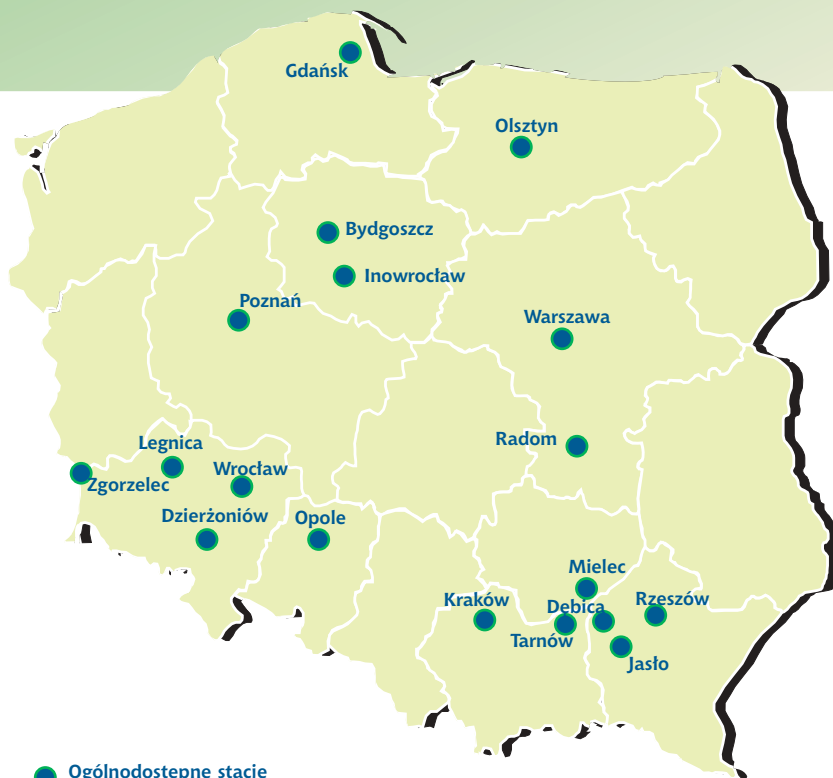 Gdańsk
Olsztyn
Bydgoszcz
Inowrocław
Poznań
Warszawa
Radom
Legnica
Wrocław
Zgorzelec
Dzierżoniów
Opole
Mielec
Kraków
Dębica
Rzeszów
Tarnów
Jasło
Ogólnodostępne stacje